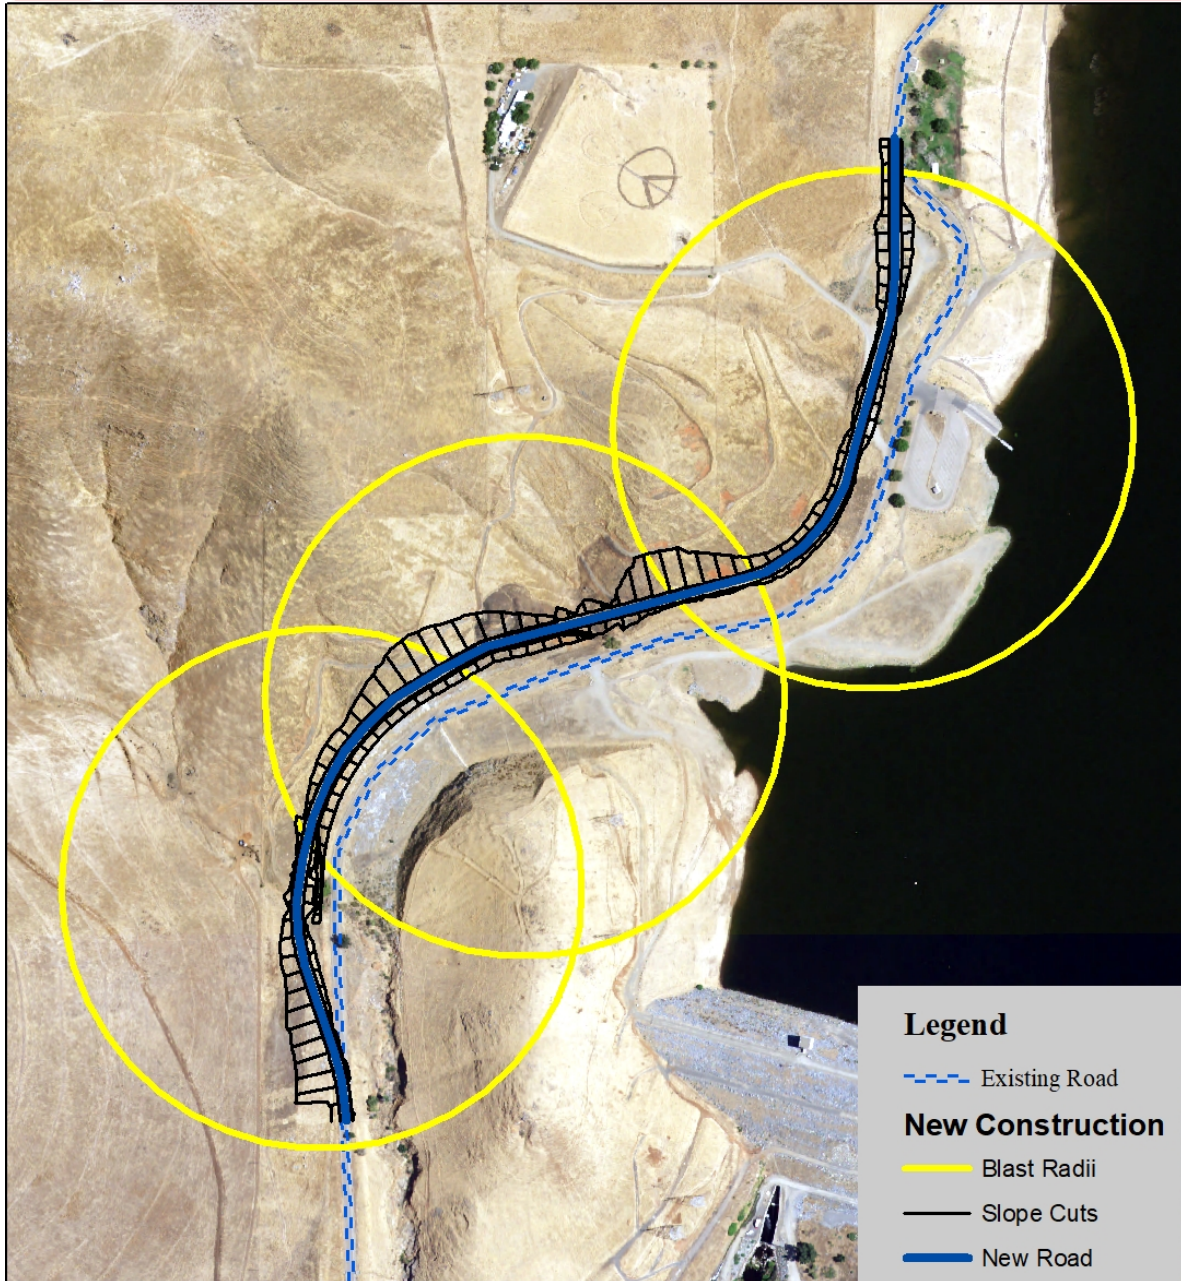 Legend
Existing Road
New Construction
Blast Radii
Slope Cuts
New Road